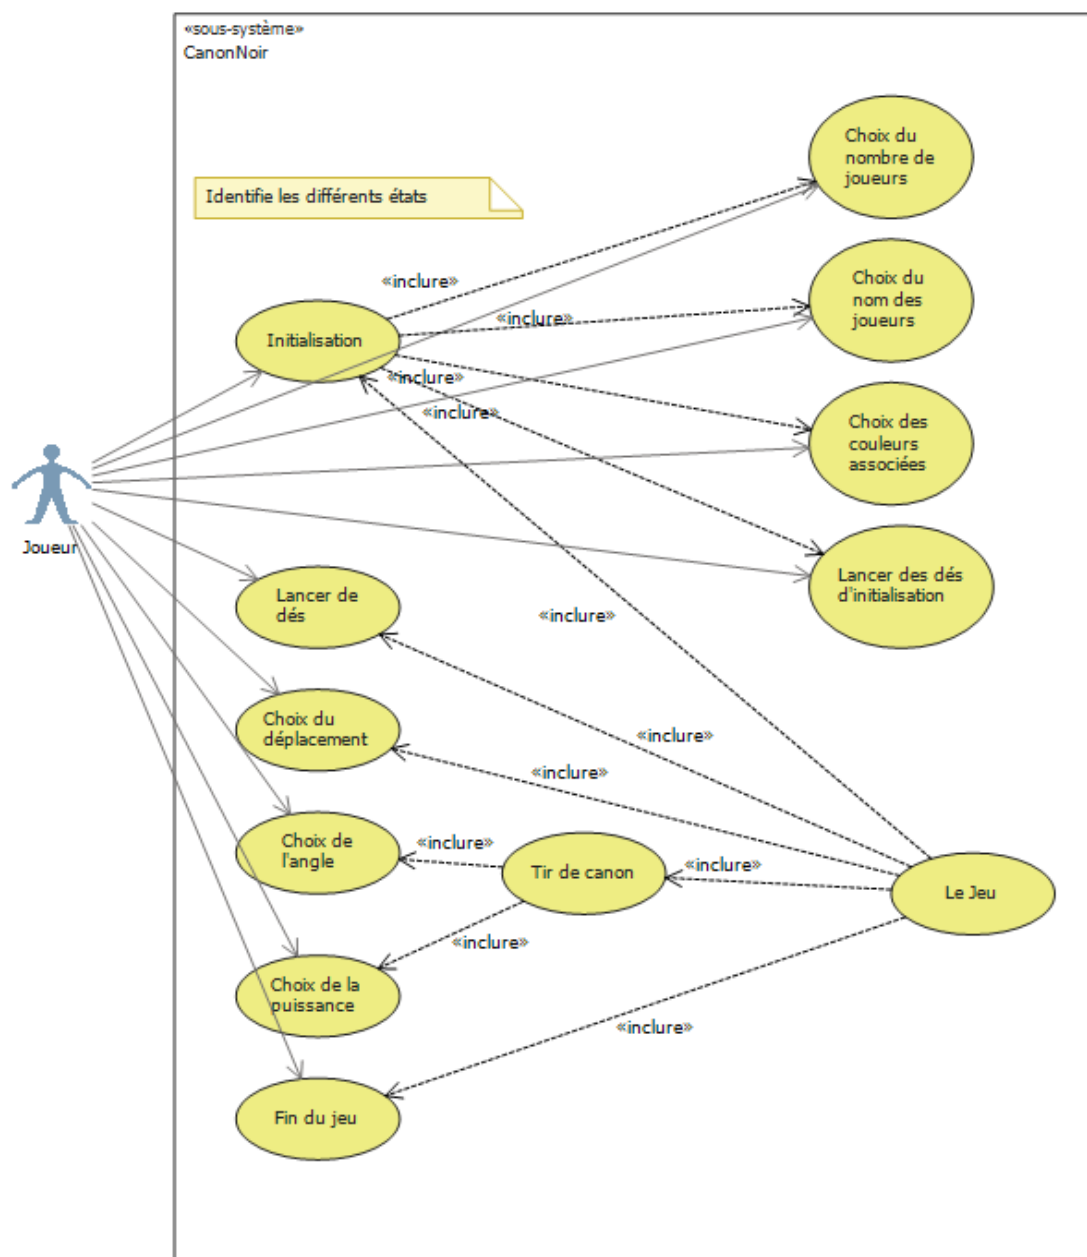 «sous-système»
CanonNoir
Choix du
nombre de
joueurs
Identifie les différents états
«inclure»
Choix du
nom des
joueurs
«inclure»
Initialisation
«inclure»
«inclure»
Choix des
couleurs
associées
Joueur
Lancer des dés
d'initialisation
Lancer de
dés
«inclure»
Choix du
déplacement
«inclure»
«inclure»
Choix de
l'angle
«inclure»
Tir de canon
«inclure»
Le Jeu
«inclure»
Choix de la
puissance
«inclure»
Fin du jeu